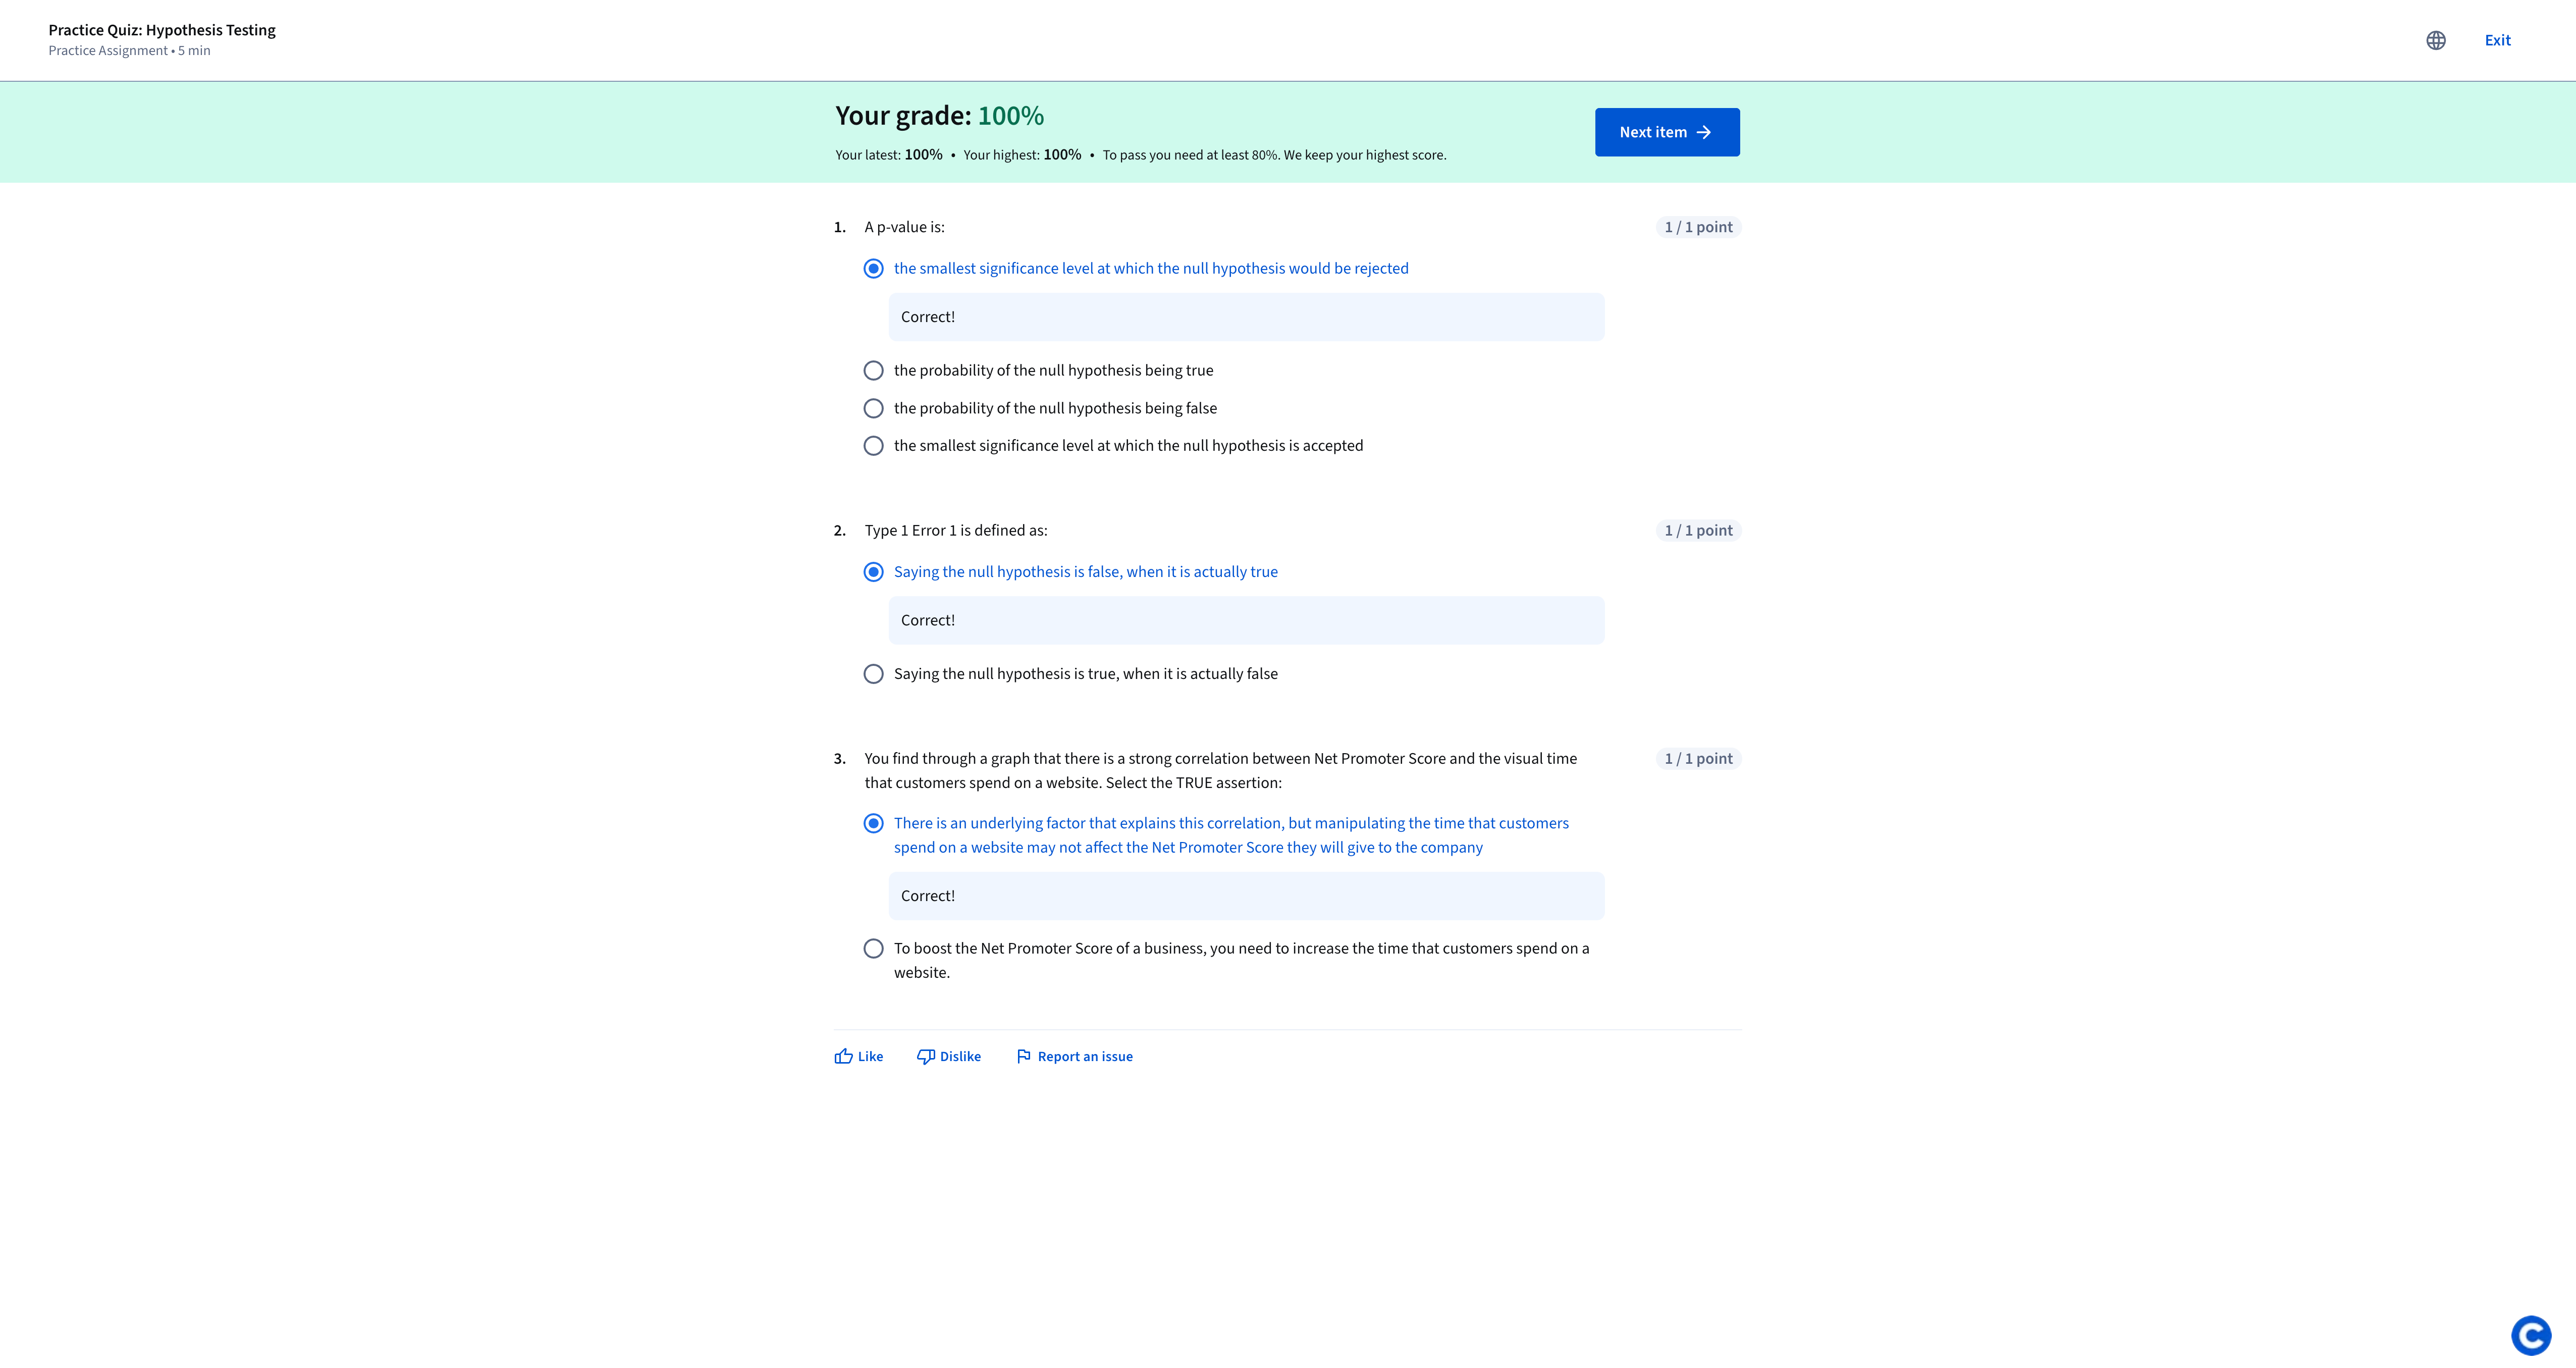 Practice Quiz: Hypothesis Testing
Practice Assignment • 5 min
Exit
Your grade: 100%
Your latest: 100% • Your highest: 100% • To pass you need at least 80%. We keep your highest score.
Next item
1. A p-value is:
1 / 1 point
the smallest significance level at which the null hypothesis would be rejected
Correct!
the probability of the null hypothesis being true
the probability of the null hypothesis being false
the smallest significance level at which the null hypothesis is accepted
2. Type 1 Error 1 is defined as:
1 / 1 point
Saying the null hypothesis is false, when it is actually true
Correct!
Saying the null hypothesis is true, when it is actually false
3. You find through a graph that there is a strong correlation between Net Promoter Score and the visual time
that customers spend on a website. Select the TRUE assertion:
1 / 1 point
There is an underlying factor that explains this correlation, but manipulating the time that customers
spend on a website may not affect the Net Promoter Score they will give to the company
Correct!
To boost the Net Promoter Score of a business, you need to increase the time that customers spend on a
website.
Like
Dislike
Report an issue
C